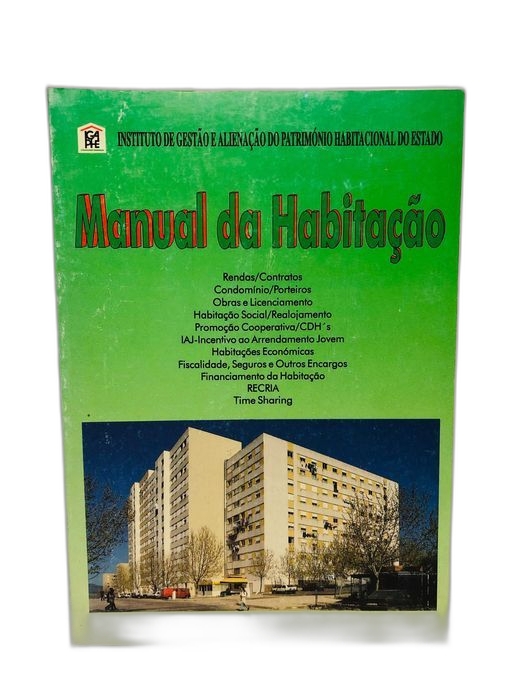 IGA
PHE
INSTITUTO DE GESTÃO E ALIENAÇÃO DO PATRIMÓNIO HABITACIONAL DO ESTADO
Manual da Habitação
Rendas/Contratos
Condomínio/Porteiros
Obras e Licenciamento
Habitação Social/Realojamento
Promoção Cooperativa/CDH´s
IAJ-Incentivo ao Arrendamento Jovem
Habitações Económicas
Fiscalidade, Seguros e Outros Encargos
Financiamento da Habitação
RECRIA
Time Sharing